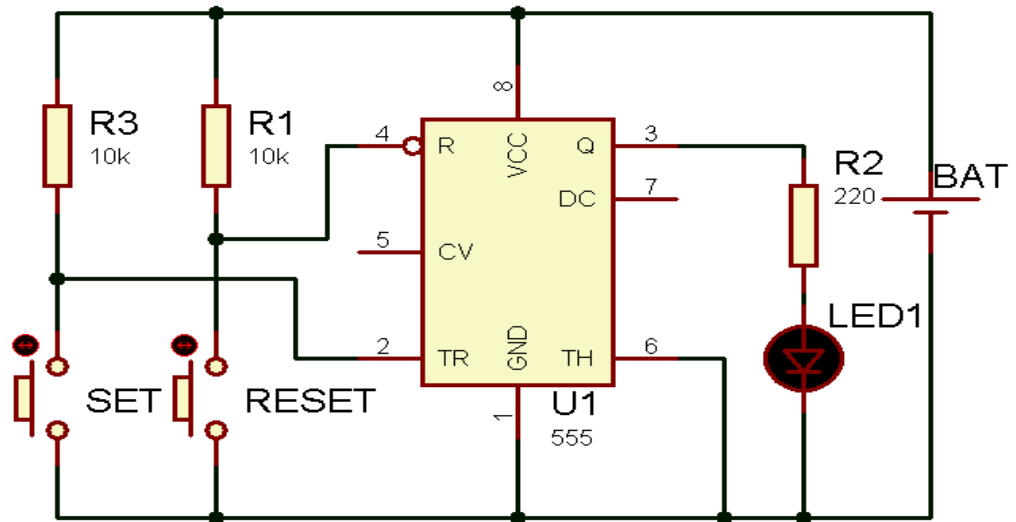 R3
10k
R1
10k
4
R
8
VCC
Q
3
DC
7
5
CV
2
TR
GND
1
TH
6
U1
555
R2
220
BAT
LED1
SET
RESET